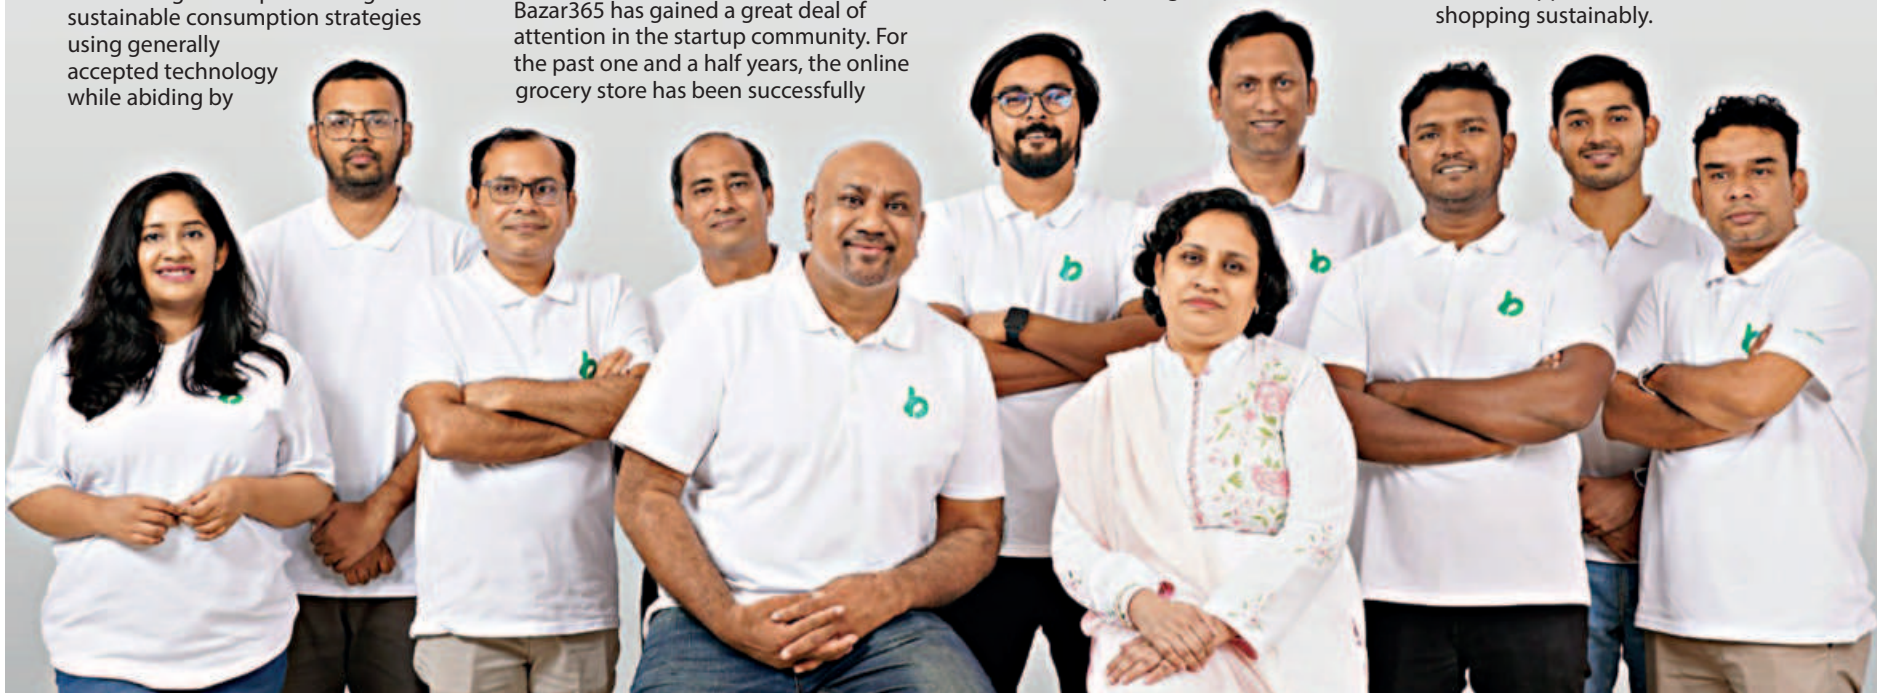 sustainable consumption strategies
using generally
accepted technology
while abiding by
Bazar365 has gained a great deal of
attention in the startup community. For
the past one and a half years, the online
grocery store has been successfully
shopping sustainably.